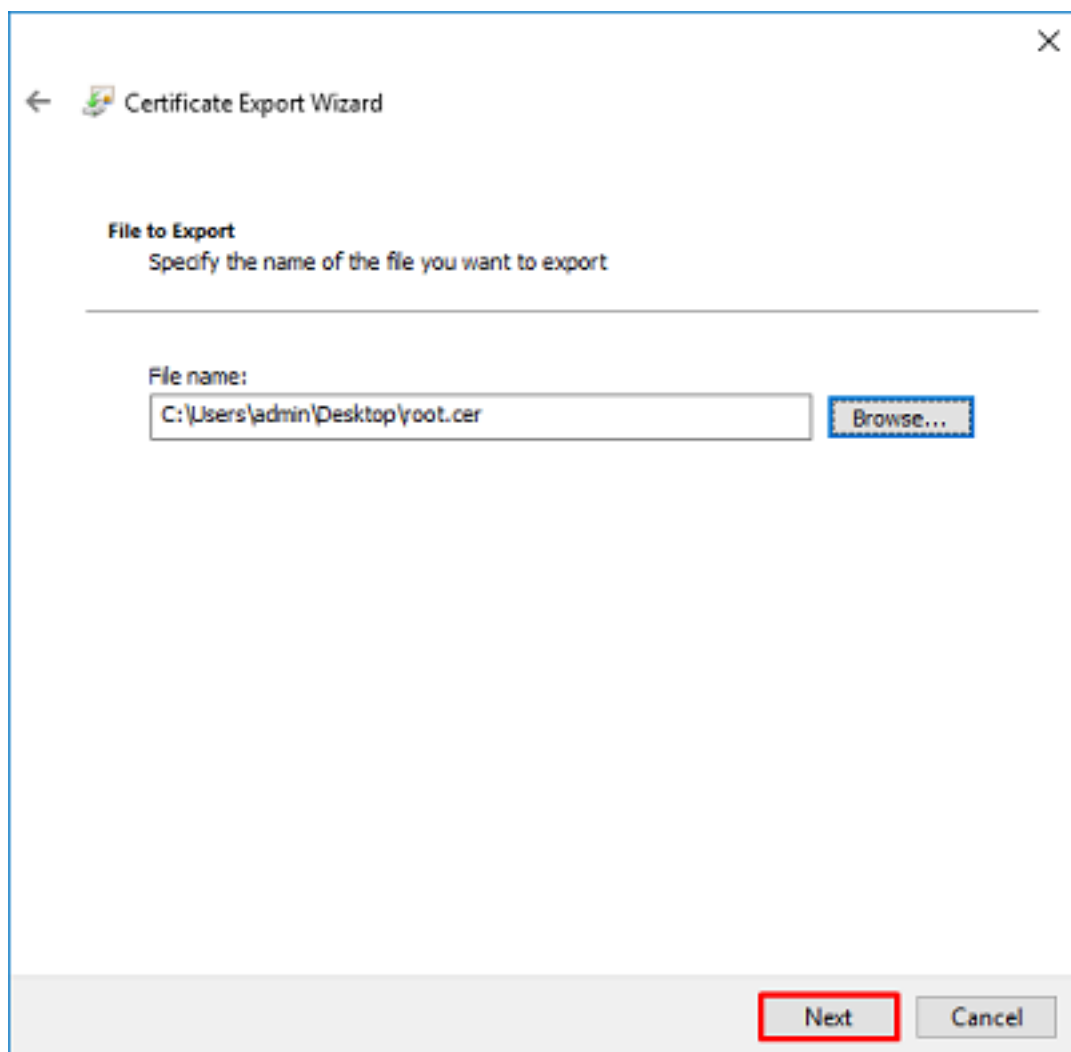 Certificate Export Wizard
File to Export
Specify the name of the file you want to export
File name:
C:\Users\admin\Desktop\root.cer
Browse...
Next
Cancel